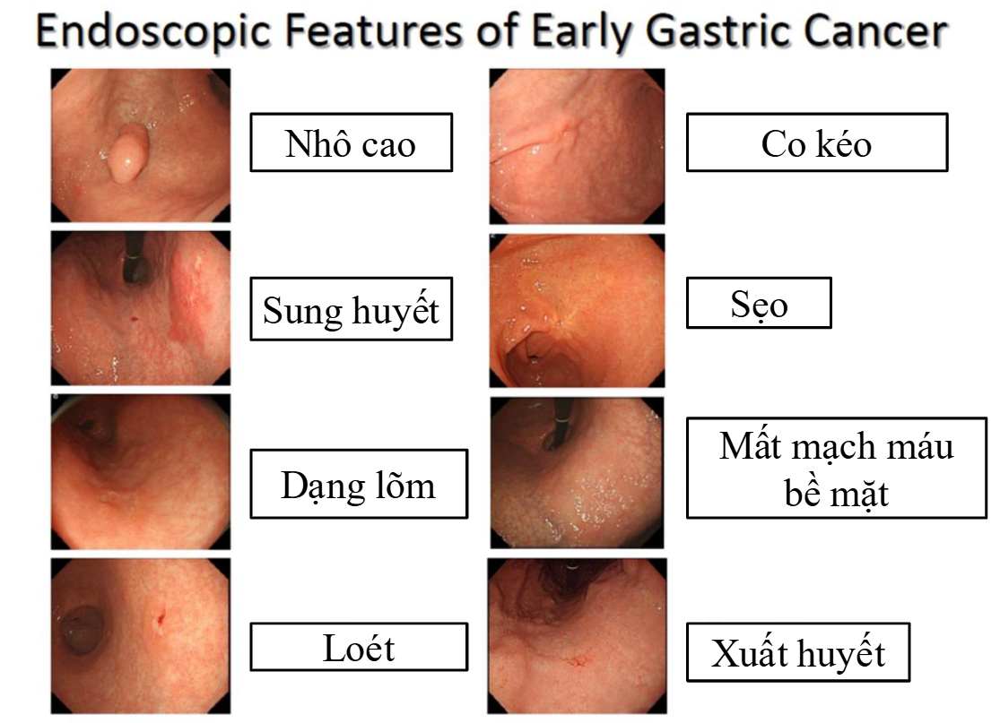 Endoscopic Features of Early Gastric Cancer
Nhô cao
Co kéo
Sung huyết
Sẹo
Dạng lõm
Mất mạch máu
bề mặt
Loét
Xuất huyết